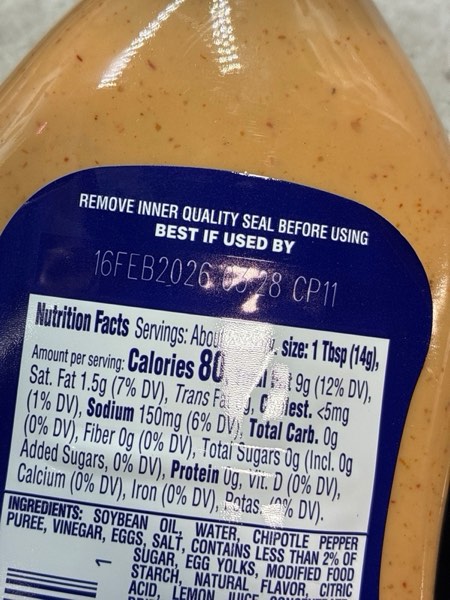 REMOVE INNER QUALITY SEAL BEFORE USING
BEST IF USED BY
16FEB2026 28 CP11
Nutrition Facts Servings: size: 1 Tbsp (14g),
Amount per serving: Calories 80 9g (12% DV),
Sat. Fat 1.5g (7% DV), Trans <5mg
(1% DV), Sodium 150mg (6% DV), Total Carb. 0g
(0% DV), Fiber 0g (0% DV), Total Sugars 0g (Incl. 0g
Added Sugars, 0% DV), Protein 0g, Vit. D (0% DV),
Calcium (0% DV), Iron (0% DV), Potas. (0% DV).
INGREDIENTS: SOYBEAN OIL, WATER, CHIPOTLE PEPPER
PUREE, VINEGAR, EGGS, SALT, CONTAINS LESS THAN 2% OF
SUGAR, EGG YOLKS, MODIFIED FOOD
STARCH, NATURAL FLAVOR, CITRIC
ACID, LEMON JUICE
1